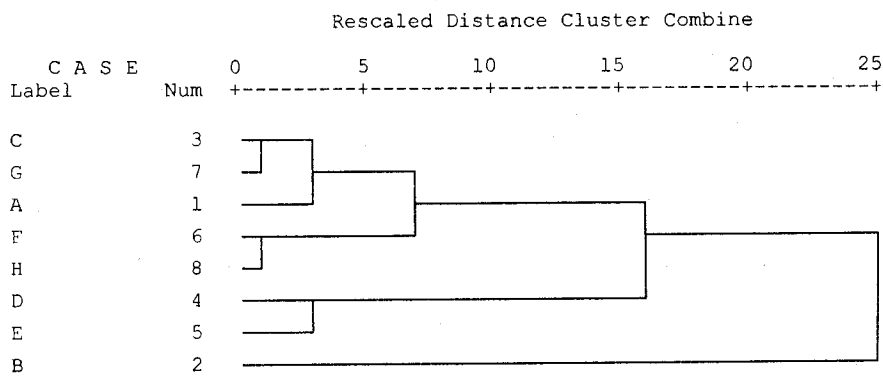 Rescaled Distance Cluster Combine
C A S E 0 5 10 15 20 25
Label Num +---------+---------+---------+---------+---------+
C 3
G 7
A 1
F 6
H 8
D 4
E 5
B 2